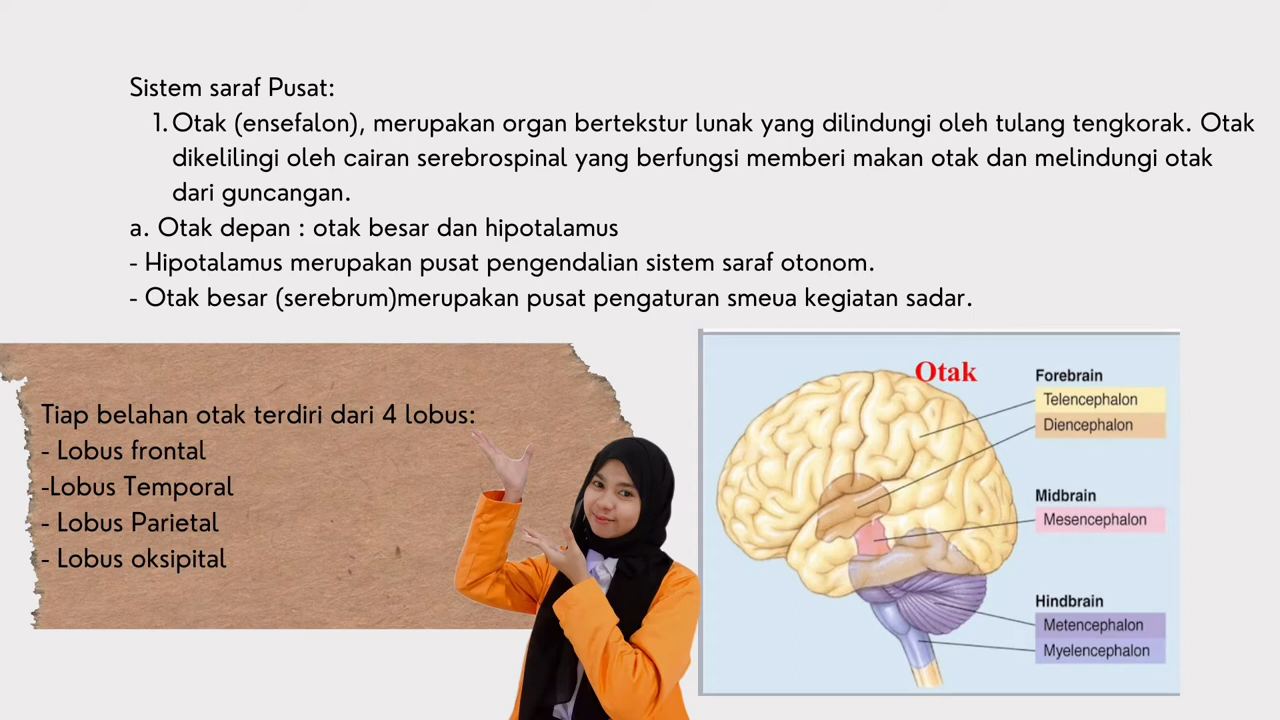 Sistem saraf Pusat:
1. Otak (ensefalon), merupakan organ bertekstur lunak yang dilindungi oleh tulang tengkorak. Otak
dikelilingi oleh cairan serebrospinal yang berfungsi memberi makan otak dan melindungi otak
dari guncangan.
a. Otak depan : otak besar dan hipotalamus
- Hipotalamus merupakan pusat pengendalian sistem saraf otonom.
- Otak besar (serebrum)merupakan pusat pengaturan smeua kegiatan sadar.
Tiap belahan otak terdiri dari 4 lobus:
- Lobus frontal
-Lobus Temporal
- Lobus Parietal
- Lobus oksipital
Otak
Forebrain
Telencephalon
Diencephalon
Midbrain
Mesencephalon
Hindbrain
Metencephalon
Myelencephalon